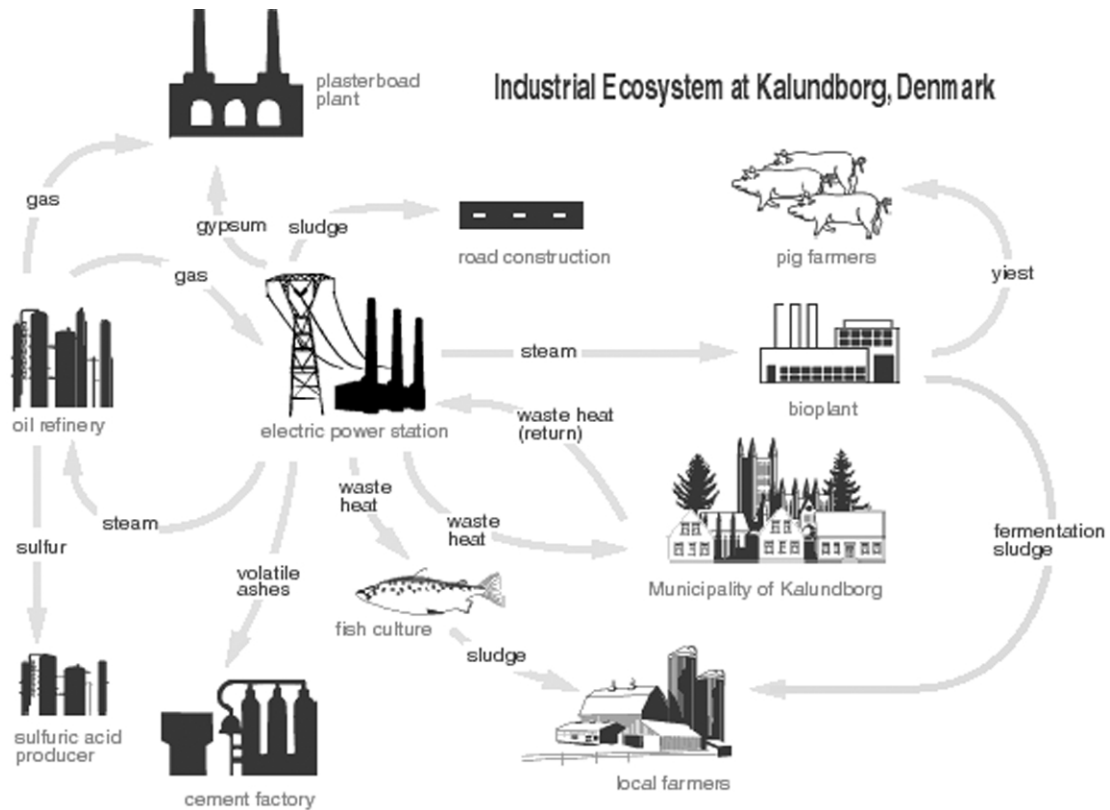 plasterboad
plant
Industrial Ecosystem at Kalundborg, Denmark
gas
gypsum
sludge
road construction
pig farmers
gas
yiest
steam
oil refinery
electric power station
waste heat
(return)
bioplant
waste
heat
steam
waste
heat
sulfur
fermentation
sludge
volatile
ashes
Municipality of Kalundborg
fish culture
sludge
sulfuric acid
producer
cement factory
local farmers